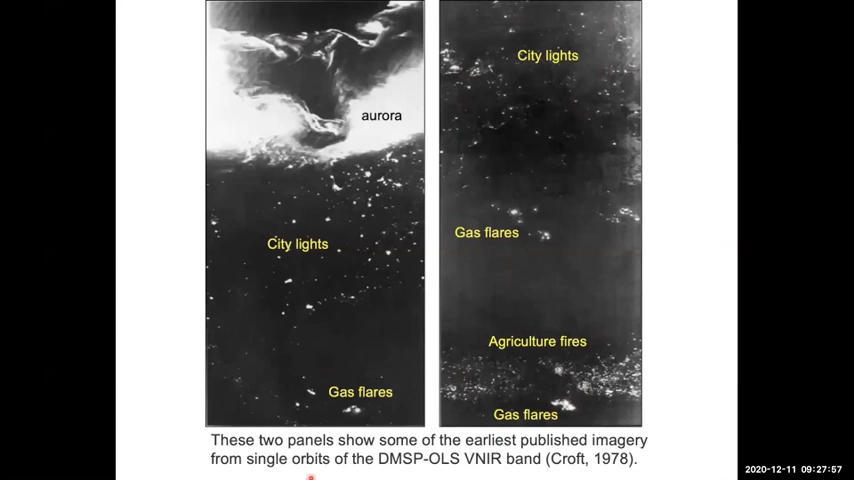 City lights
aurora
Gas flares
City lights
Agriculture fires
Gas flares
Gas flares
These two panels show some of the earliest published imagery
from single orbits of the DMSP-OLS VNIR band (Croft, 1978).
2020-12-11 09:27:57